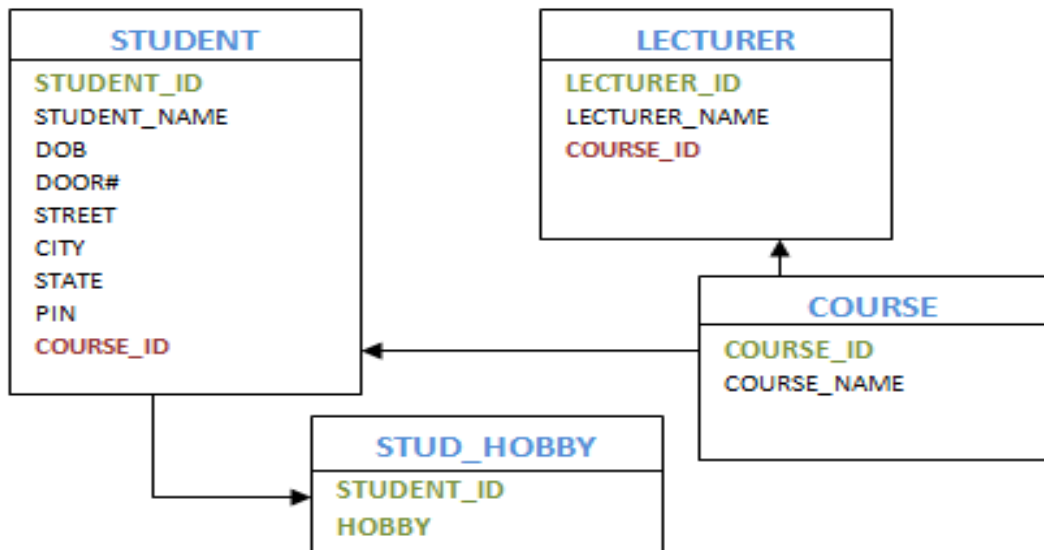 STUDENT
STUDENT_ID
STUDENT_NAME
DOB
DOOR#
STREET
CITY
STATE
PIN
COURSE_ID
LECTURER
LECTURER_ID
LECTURER_NAME
COURSE_ID
COURSE
COURSE_ID
COURSE_NAME
STUD_HOBBY
STUDENT_ID
HOBBY